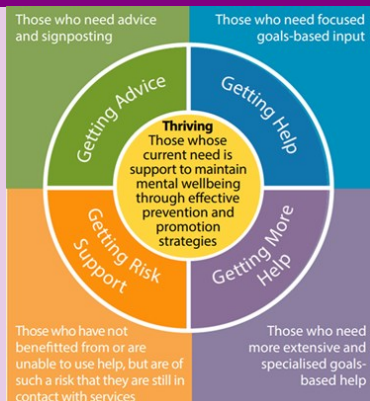 Those who need advice
and signposting
Those who need focused
goals-based input
Getting Advice
Getting Help
Thriving
Those whose
current need is
support to maintain
mental wellbeing
through effective
prevention and
promotion
strategies
Getting Risk
Support
Getting More
Help
Those who have not
benefitted from or are
unable to use help, but are of
such a risk that they are still in
contact with services
Those who need
more extensive and
specialised goals-
based help